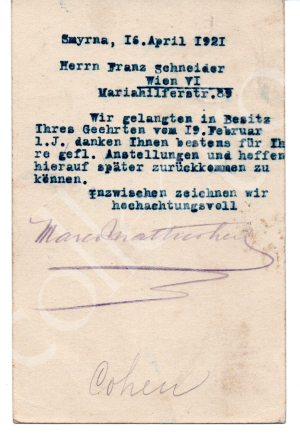 Smyrna, 16.April 1921
Herrn Franz schneider
Wien VI
Mariahilferstr.89
Wir gelangten in Besitz
Ihres Geehrten vom 19.Februar
l.J. danken Ihnen bestens für Ih
re gefl. Anstellungen und heffen
hierauf später zurückkommen zu
können.
Inzwischen zeichnen wir
hechachtungsvoll
Cohen